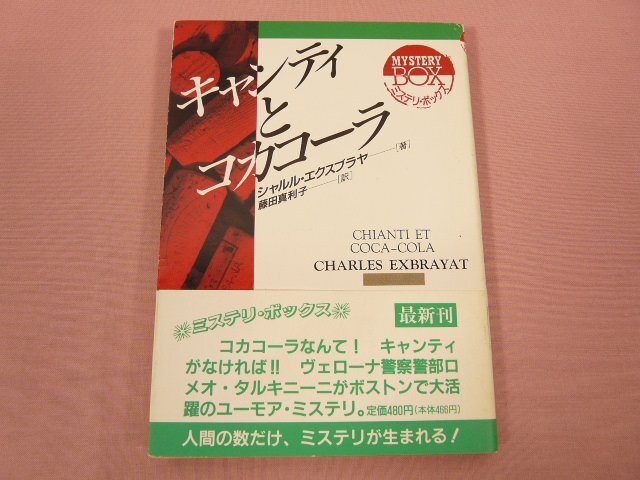 MYSTERY
BOX
ミステリ・ボックス
キャンティ
と
コカコーラ
シャルル・エクスブラヤ──[著]
藤田真利子──[訳]
CHIANTI ET
COCA-COLA
CHARLES EXBRAYAT
ミステリ・ボックス
最新刊
コカコーラなんて! キャンティ
がなければ!! ヴェローナ警察警部ロ
メオ・タルキニーニがボストンで大活
躍のユーモア・ミステリ。定価480円(本体466円)
人間の数だけ、ミステリが生まれる!